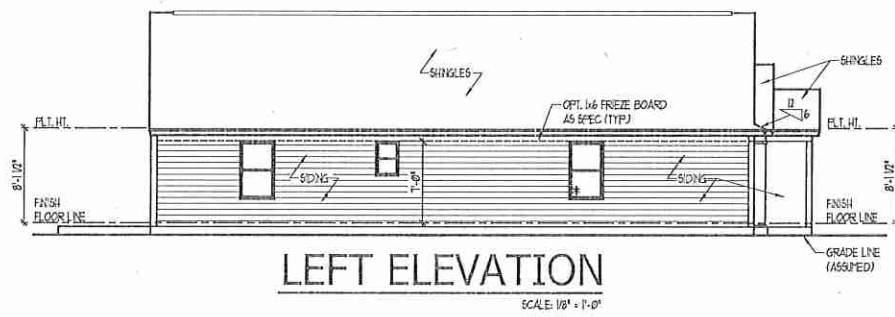 SHINGLES
SHINGLES
12
6
OPT. 1x6 FRIEZE BOARD
AS SPEC (TYP.)
PLT. HT.
PLT. HT.
8'-1 1/2"
7'-0"
8'-1 1/2"
SIDING
SIDING
FINISH
FLOOR LINE
FINISH
FLOOR LINE
GRADE LINE
(ASSUMED)
LEFT ELEVATION
SCALE: 1/8" = 1'-0"